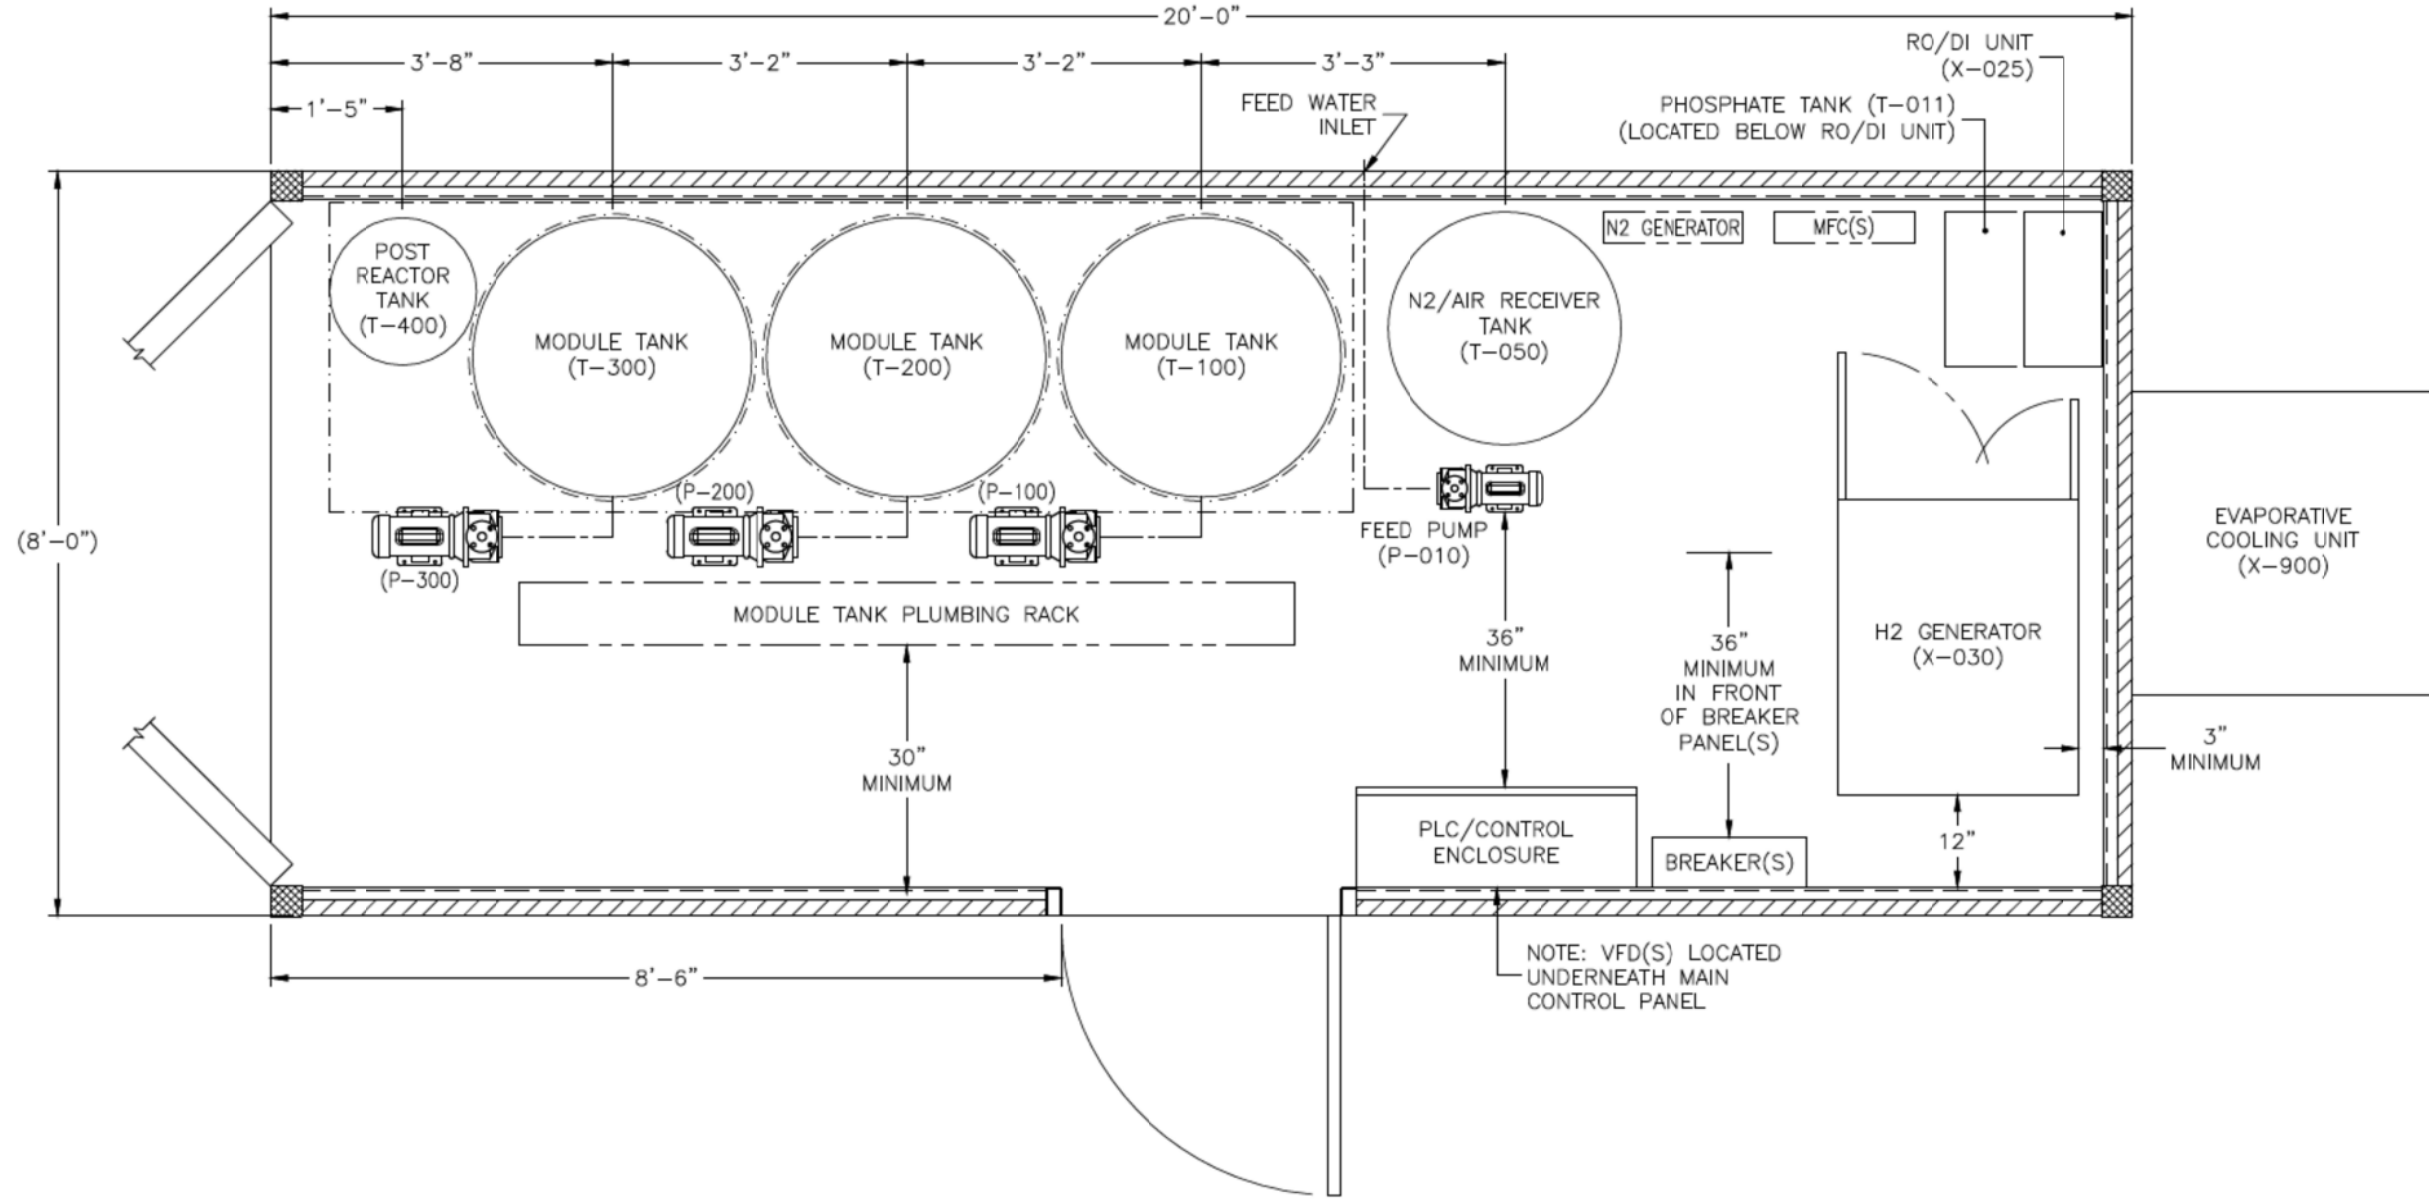 20'-0"
3'-8"
3'-2"
3'-2"
3'-3"
RO/DI UNIT
(X-025)
1'-5"
FEED WATER
INLET
PHOSPHATE TANK (T-011)
(LOCATED BELOW RO/DI UNIT)
POST
REACTOR
TANK
(T-400)
MODULE TANK
(T-300)
MODULE TANK
(T-200)
MODULE TANK
(T-100)
N2/AIR RECEIVER
TANK
(T-050)
N2 GENERATOR
MFC(S)
(8'-0")
(P-300)
(P-200)
(P-100)
FEED PUMP
(P-010)
EVAPORATIVE
COOLING UNIT
(X-900)
MODULE TANK PLUMBING RACK
36"
MINIMUM
36"
MINIMUM
IN FRONT
OF BREAKER
PANEL(S)
H2 GENERATOR
(X-030)
30"
MINIMUM
3"
MINIMUM
PLC/CONTROL
ENCLOSURE
BREAKER(S)
12"
8'-6"
NOTE: VFD(S) LOCATED
UNDERNEATH MAIN
CONTROL PANEL